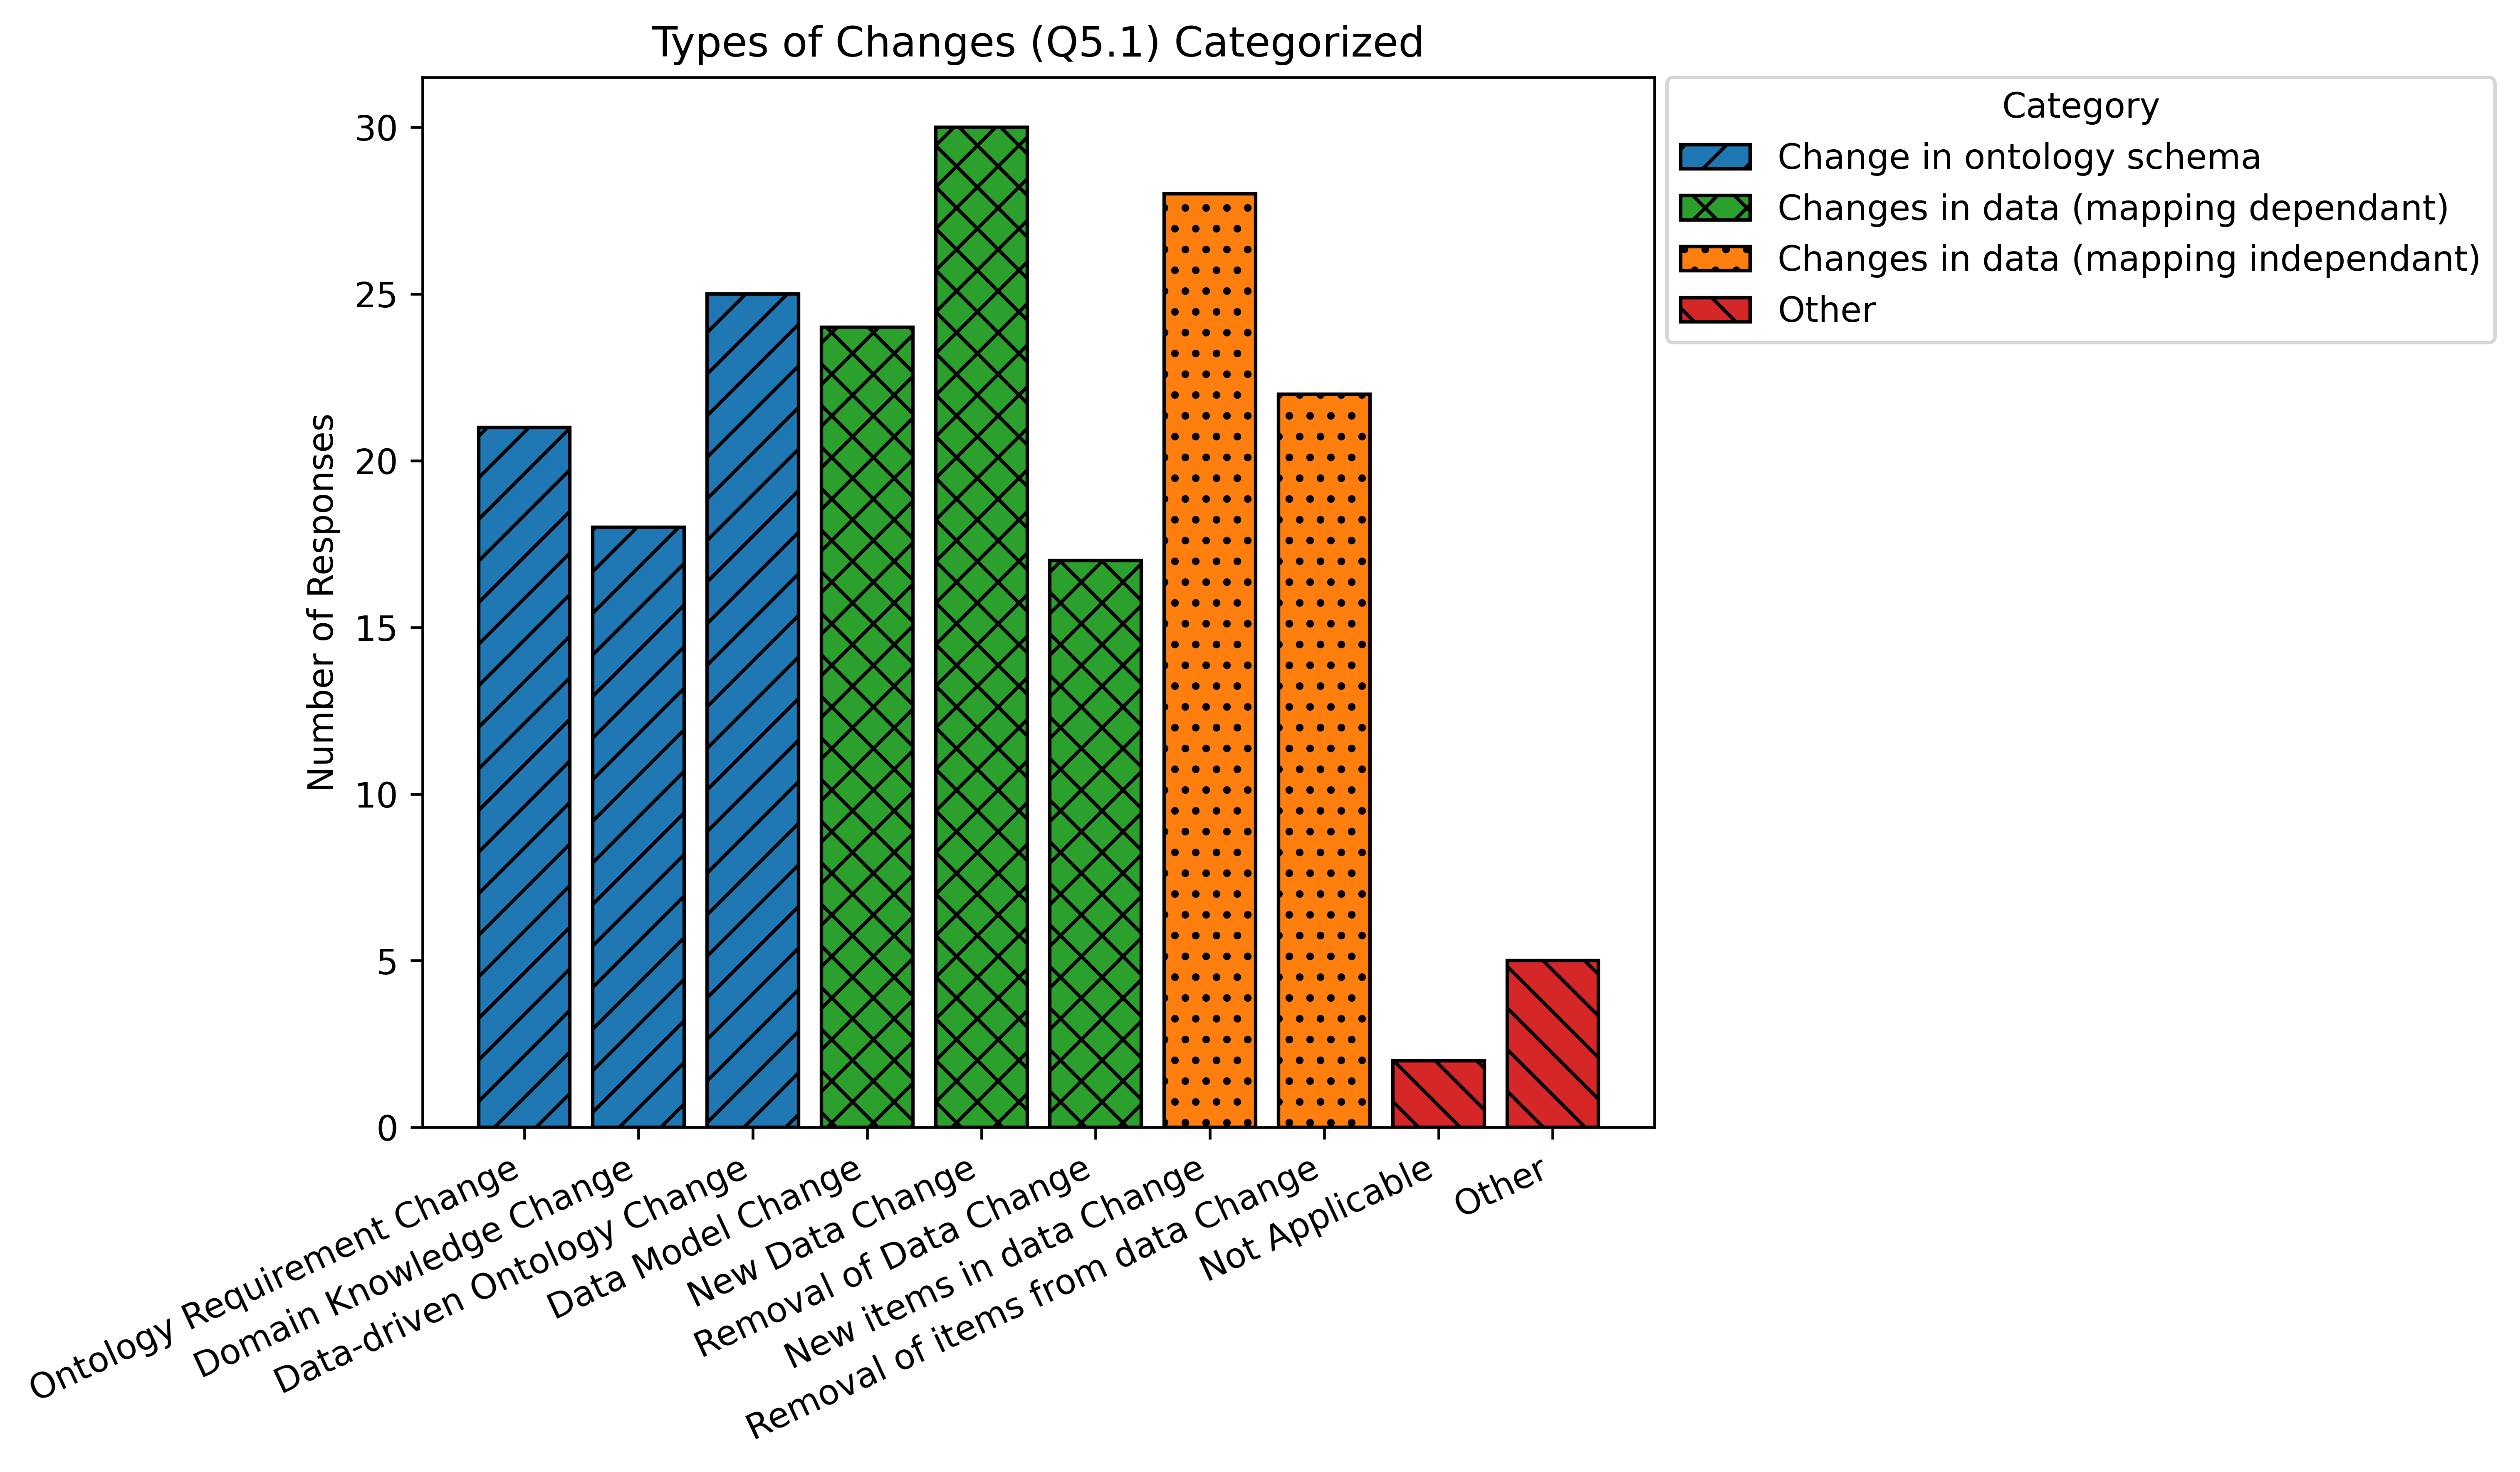 Types of Changes (Q5.1) Categorized
Number of Responses
30
25
20
15
10
5
0
Ontology Requirement Change
Domain Knowledge Change
Data-driven Ontology Change
Data Model Change
New Data Change
Removal of Data Change
New items in data Change
Removal of items from data Change
Not Applicable
Other
Category
Change in ontology schema
Changes in data (mapping dependant)
Changes in data (mapping independant)
Other